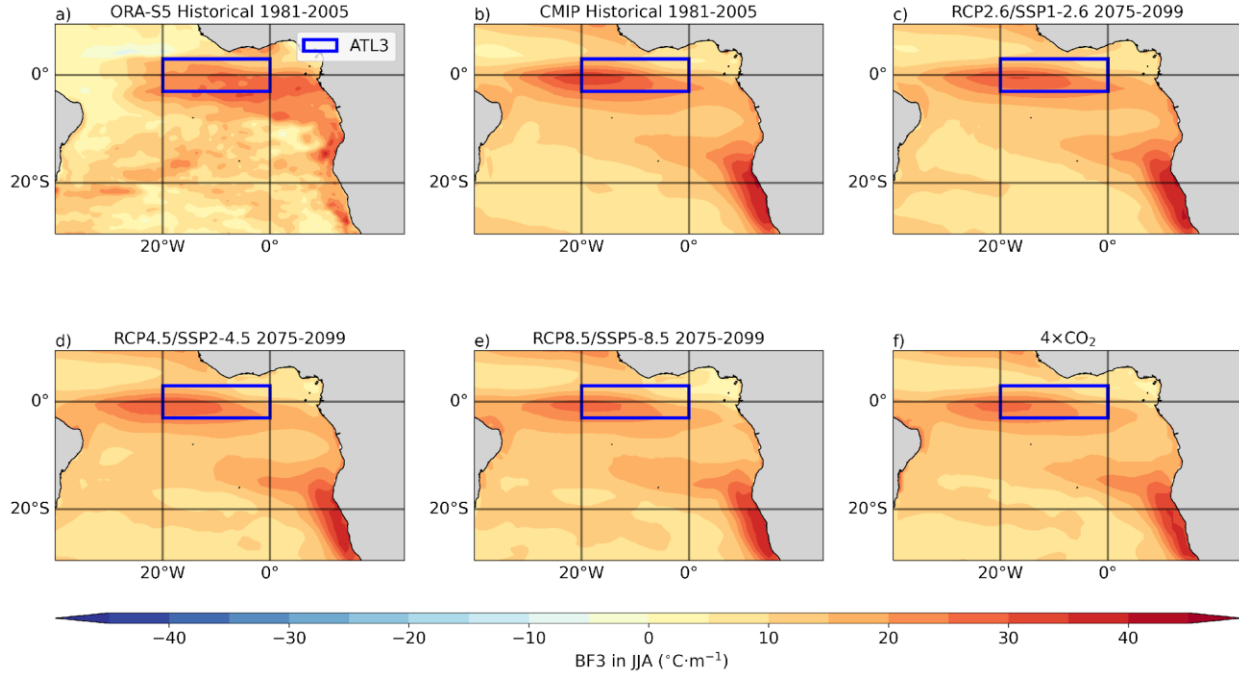 a) ORA-S5 Historical 1981-2005
ATL3
0°
20°S
20°W 0°
b) CMIP Historical 1981-2005
0°
20°S
20°W 0°
c) RCP2.6/SSP1-2.6 2075-2099
0°
20°S
20°W 0°
d) RCP4.5/SSP2-4.5 2075-2099
0°
20°S
20°W 0°
e) RCP8.5/SSP5-8.5 2075-2099
0°
20°S
20°W 0°
f) 4×CO₂
0°
20°S
20°W 0°
−40 −30 −20 −10 0 10 20 30 40
BF3 in JJA (°C·m⁻¹)